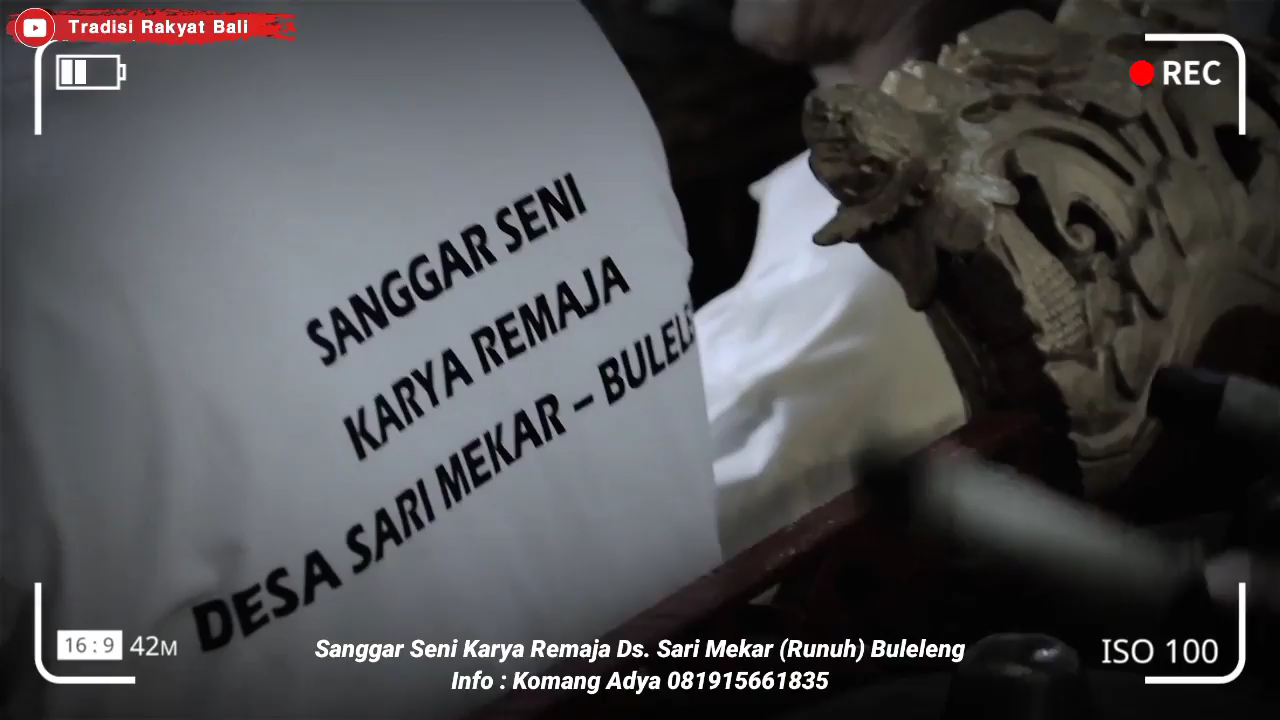 Tradisi Rakyat Bali
REC
SANGGAR SENI
KARYA REMAJA
DESA SARI MEKAR – BULELE
16 : 9 42M
ISO 100
Sanggar Seni Karya Remaja Ds. Sari Mekar (Runuh) Buleleng
Info : Komang Adya 081915661835